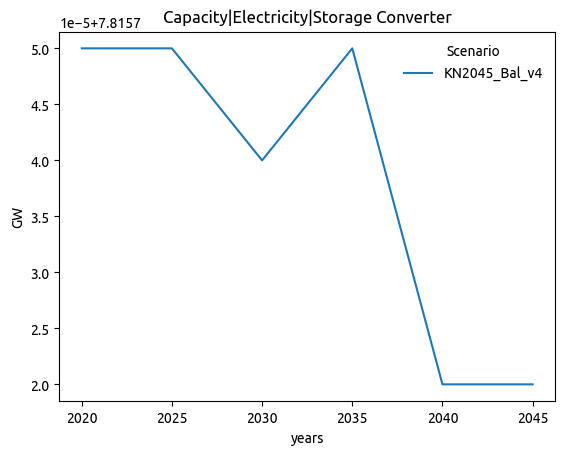 Capacity|Electricity|Storage Converter
1e−5+7.8157
5.0
4.5
4.0
3.5
3.0
2.5
2.0
GW
Scenario
KN2045_Bal_v4
2020 2025 2030 2035 2040 2045
years